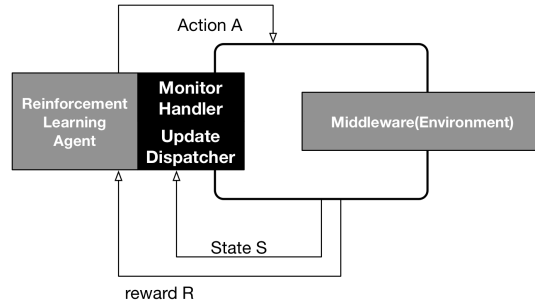 Action A
Reinforcement
Learning
Agent
Monitor
Handler
Update
Dispatcher
Middleware(Environment)
State S
reward R